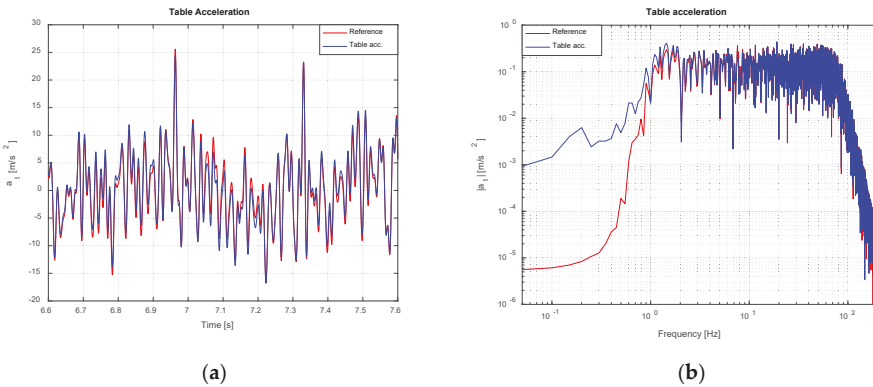 Table Acceleration
Reference
Table acc.
30
25
20
15
10
5
0
-5
-10
-15
-20
a t [m/s 2 ]
6.6 6.7 6.8 6.9 7 7.1 7.2 7.3 7.4 7.5 7.6
Time [s]
(a)
Table acceleration
Reference
Table acc.
10 0
10 -1
10 -2
10 -3
10 -4
10 -5
10 -6
|a t | [m/s 2 ]
10 -1 10 0 10 1 10 2
Frequency [Hz]
(b)